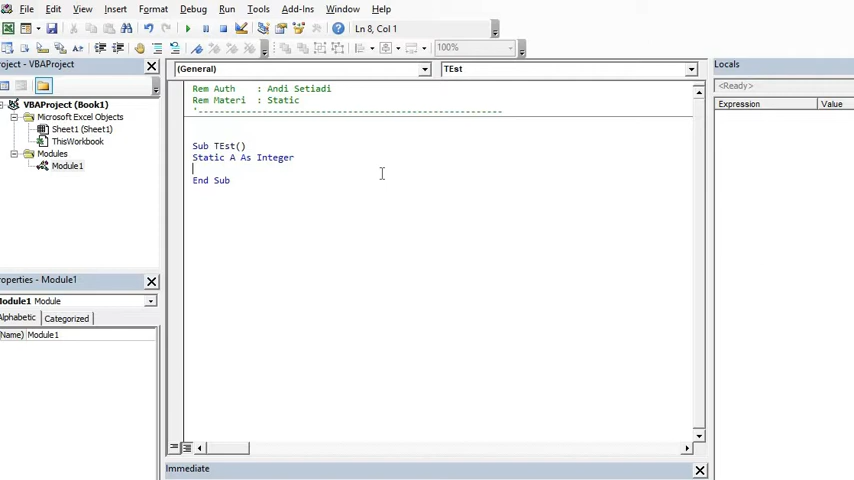 File Edit View Insert Format Debug Run Tools Add-Ins Window Help
Ln 8, Col 1
100%
roject - VBAProject
(General)
TEst
Locals
<Ready>
Expression Value
VBAProject (Book1)
Microsoft Excel Objects
Sheet1 (Sheet1)
ThisWorkbook
Modules
Module1
Rem Auth : Andi Setiadi
Rem Materi : Static
'-------------------------------------------------------
Sub TEst()
Static A As Integer
End Sub
roperties - Module1
Module1 Module
Alphabetic Categorized
(Name) Module1
Immediate